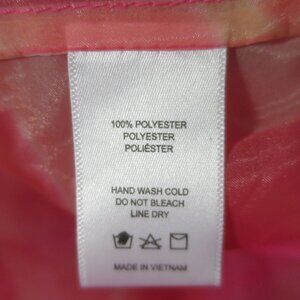 100% POLYESTER
POLYESTER
POLIÉSTER
HAND WASH COLD
DO NOT BLEACH
LINE DRY
MADE IN VIETNAM